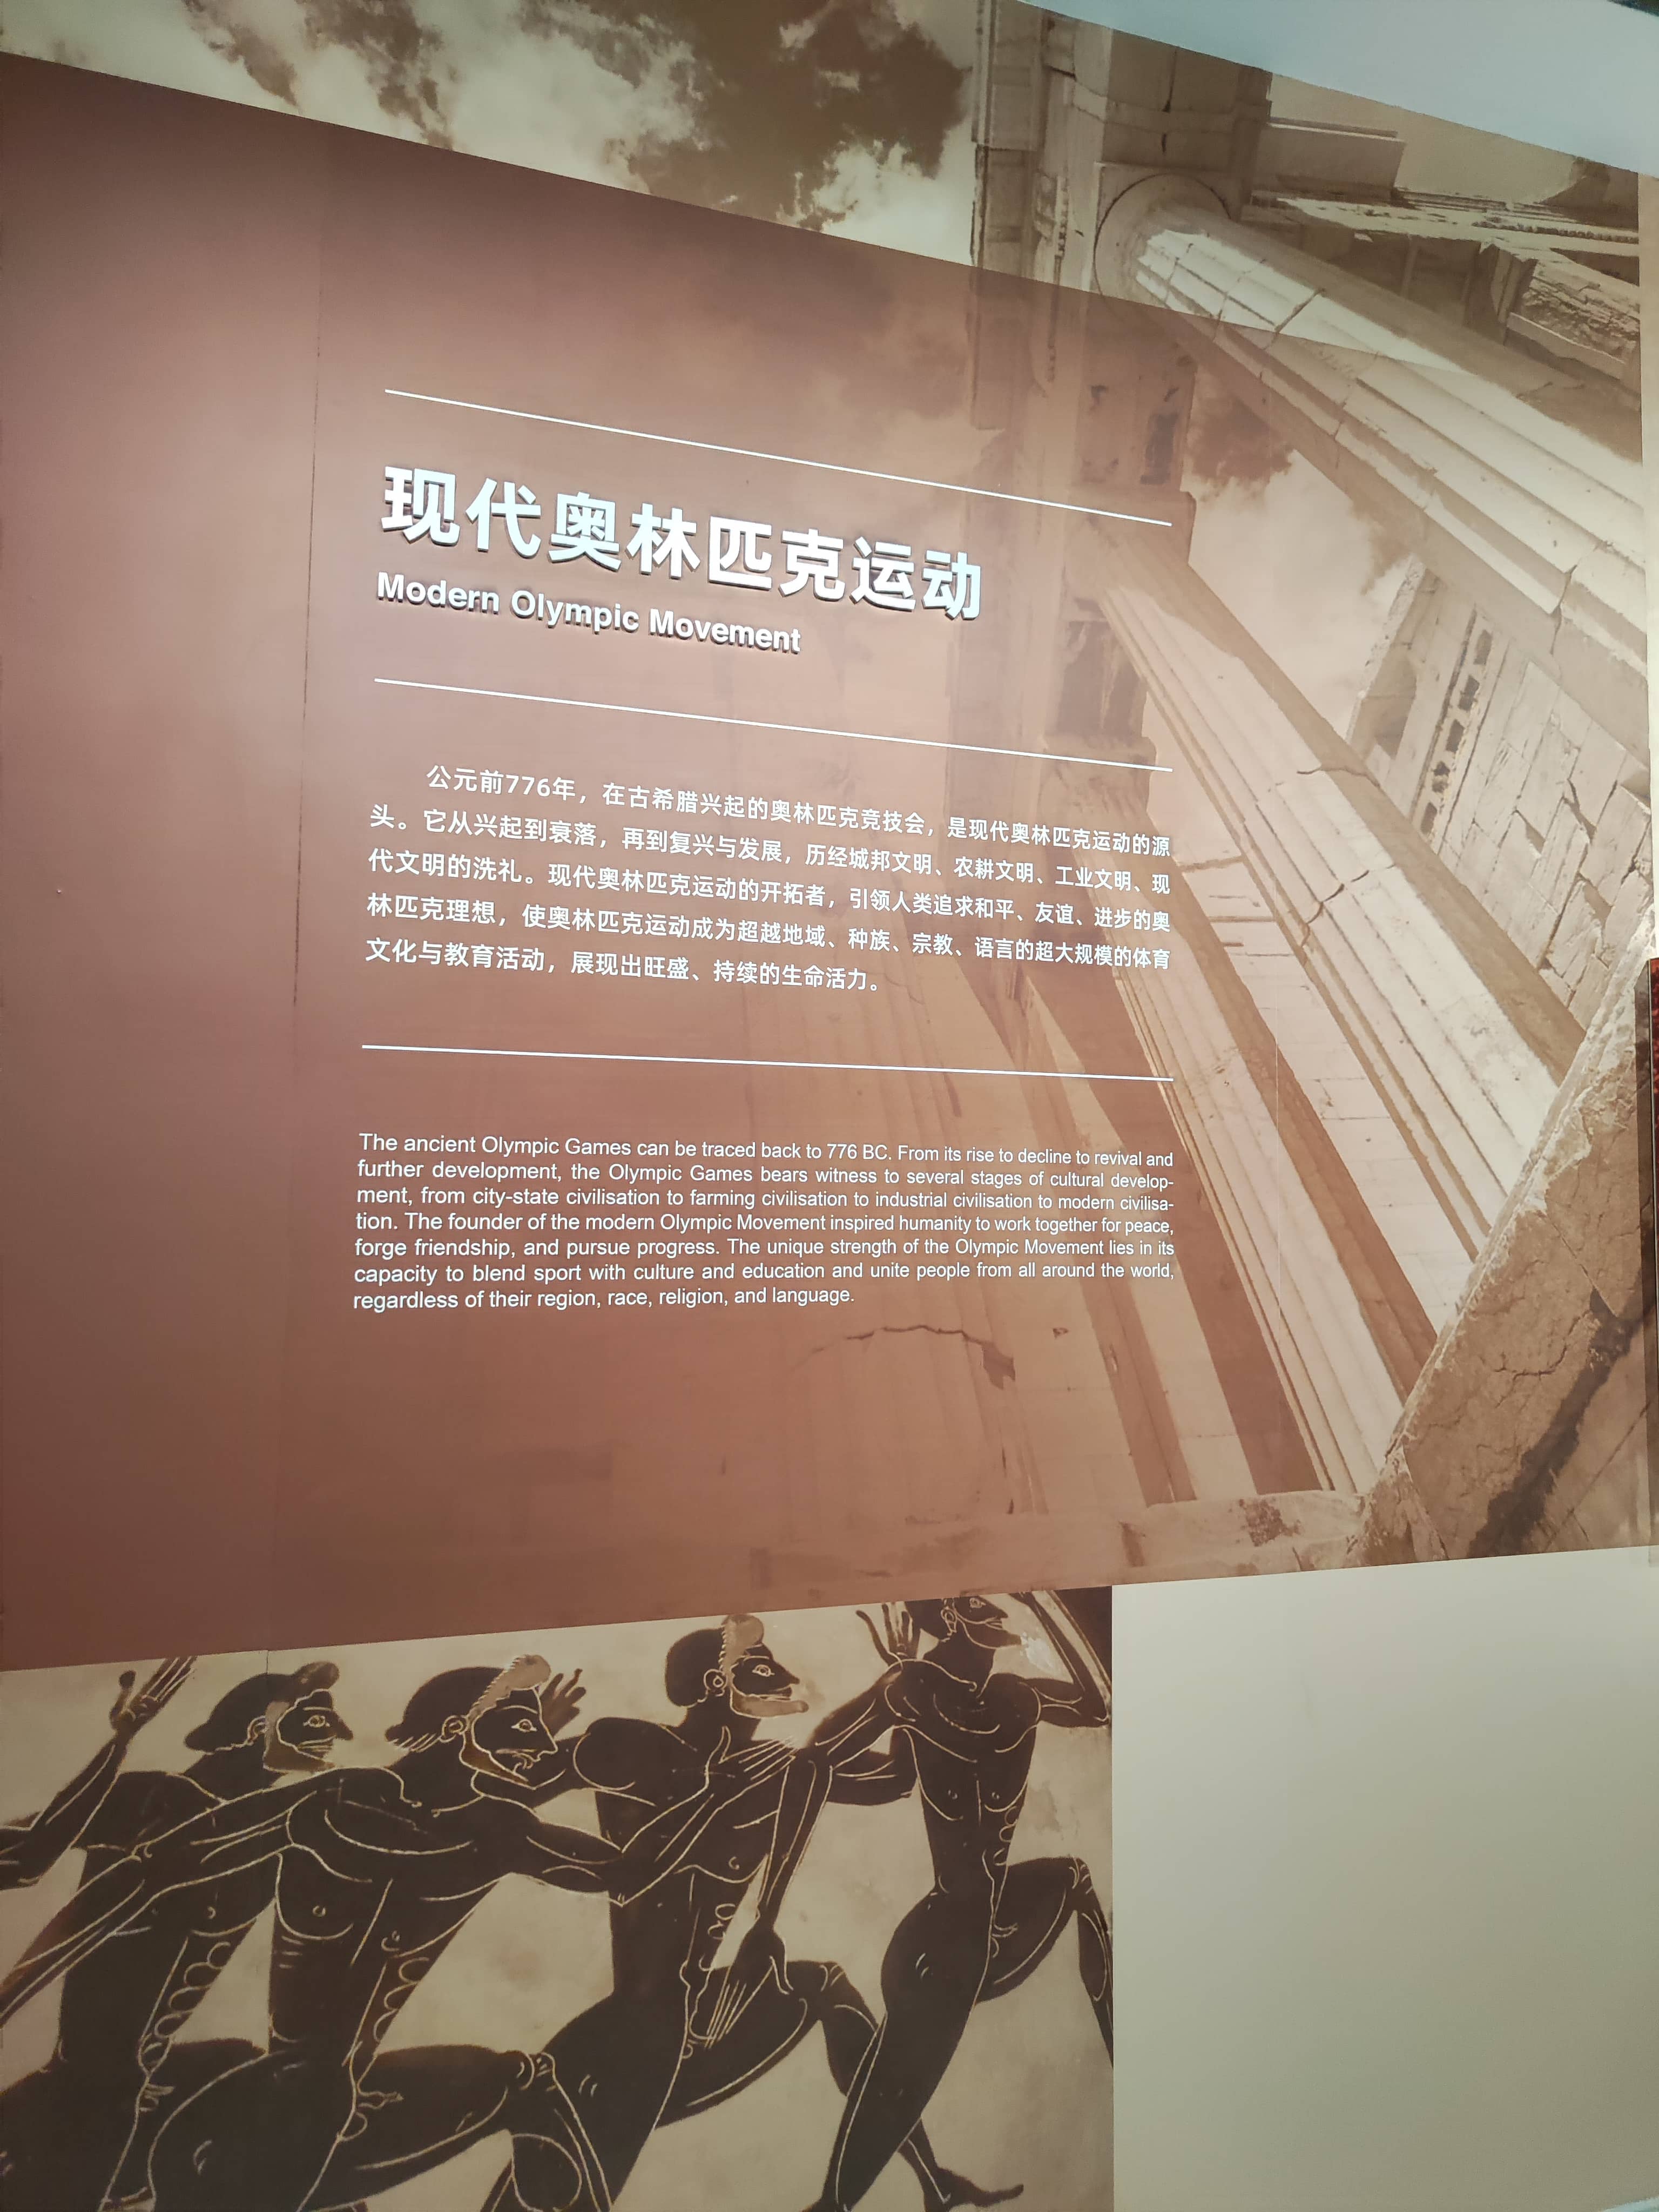 现代奥林匹克运动
Modern Olympic Movement
公元前776年，在古希腊兴起的奥林匹克竞技会，是现代奥林匹克运动的源
头。它从兴起到衰落，再到复兴与发展，历经城邦文明、农耕文明、工业文明、现
代文明的洗礼。现代奥林匹克运动的开拓者，引领人类追求和平、友谊、进步的奥
林匹克理想，使奥林匹克运动成为超越地域、种族、宗教、语言的超大规模的体育
文化与教育活动，展现出旺盛、持续的生命活力。
The ancient Olympic Games can be traced back to 776 BC. From its rise to decline to revival and
further development, the Olympic Games bears witness to several stages of cultural develop-
ment, from city-state civilisation to farming civilisation to industrial civilisation to modern civilisa-
tion. The founder of the modern Olympic Movement inspired humanity to work together for peace,
forge friendship, and pursue progress. The unique strength of the Olympic Movement lies in its
capacity to blend sport with culture and education and unite people from all around the world,
regardless of their region, race, religion, and language.